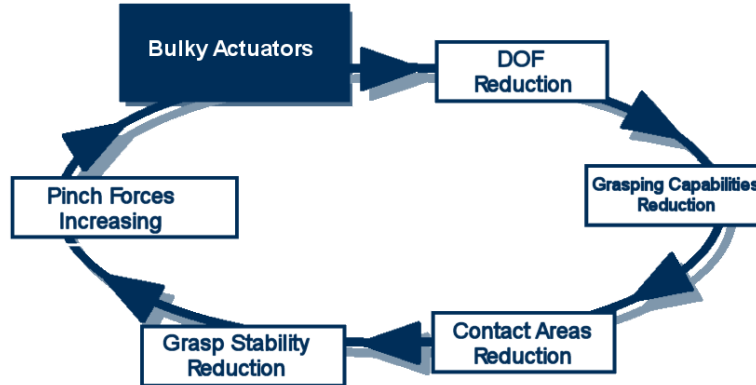 Bulky Actuators
DOF
Reduction
Grasping Capabilities
Reduction
Contact Areas
Reduction
Grasp Stability
Reduction
Pinch Forces
Increasing